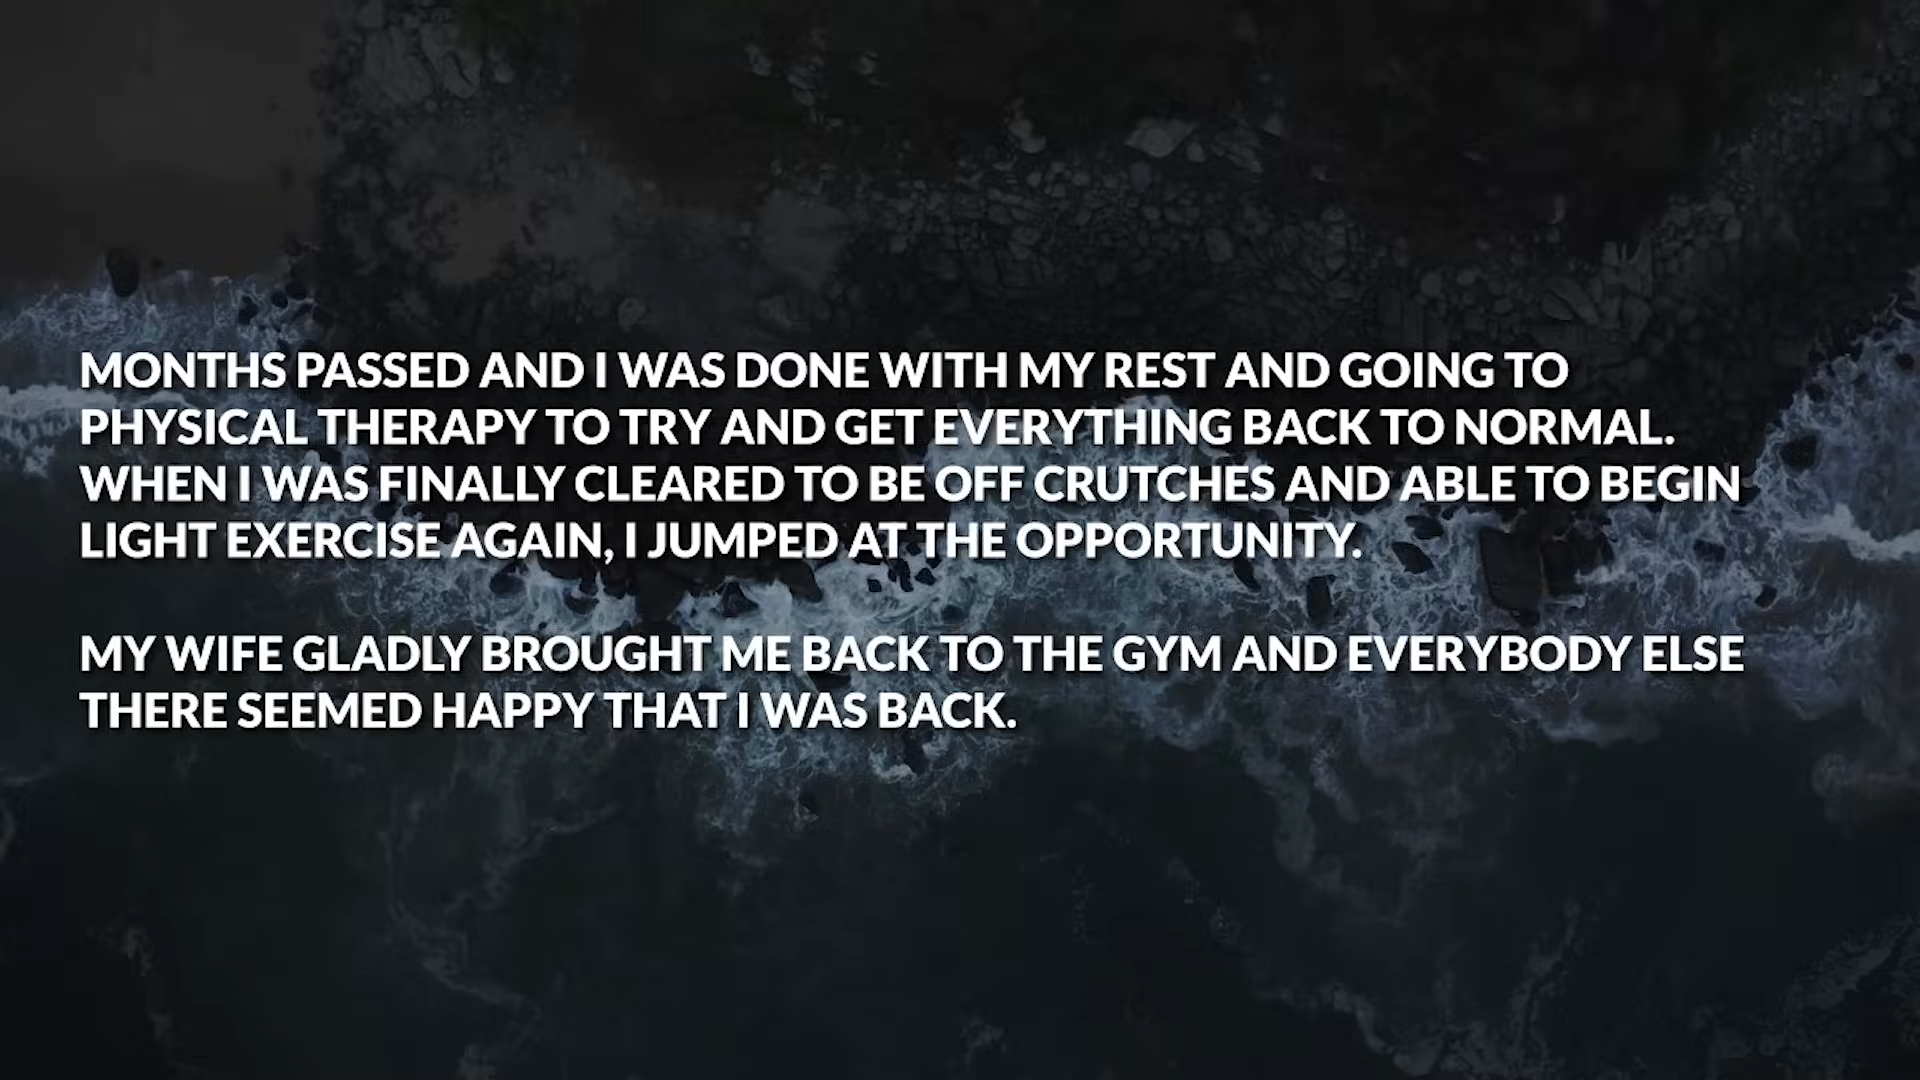 MONTHS PASSED AND I WAS DONE WITH MY REST AND GOING TO
PHYSICAL THERAPY TO TRY AND GET EVERYTHING BACK TO NORMAL.
WHEN I WAS FINALLY CLEARED TO BE OFF CRUTCHES AND ABLE TO BEGIN
LIGHT EXERCISE AGAIN, I JUMPED AT THE OPPORTUNITY.
MY WIFE GLADLY BROUGHT ME BACK TO THE GYM AND EVERYBODY ELSE
THERE SEEMED HAPPY THAT I WAS BACK.